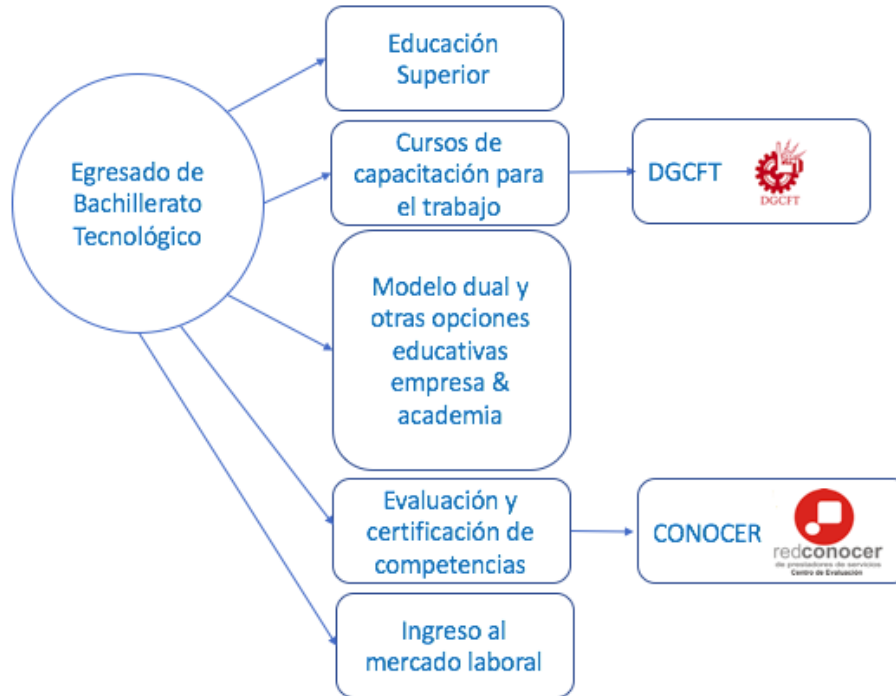 Egresado de
Bachillerato
Tecnológico
Educación
Superior
Cursos de
capacitación para
el trabajo
DGCFT
DGCFT
Modelo dual y
otras opciones
educativas
empresa &
academia
Evaluación y
certificación de
competencias
CONOCER
redconocer
de prestadores de servicios
Centro de Evaluación
Ingreso al
mercado laboral